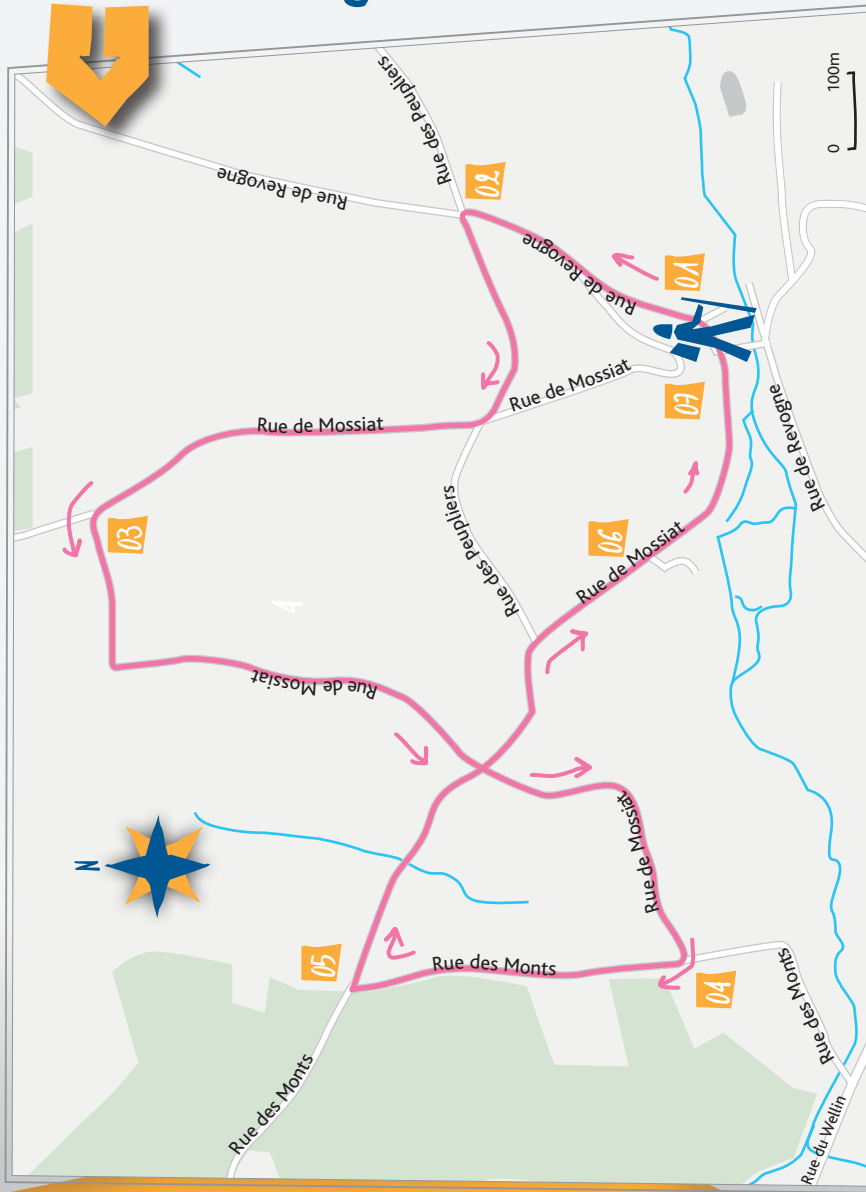 Rue des Peupliers
Rue de Revogne
02
100m
0
Rue de Revogne
01
Rue de Mossiat
Rue de Mossiat
07
Rue de Revogne
03
Rue des Peupliers
06
Rue de Mossiat
Rue de Mossiat
N
Rue de Mossiat
05
Rue des Monts
04
Rue des Monts
Rue des Monts
Rue du Wellin